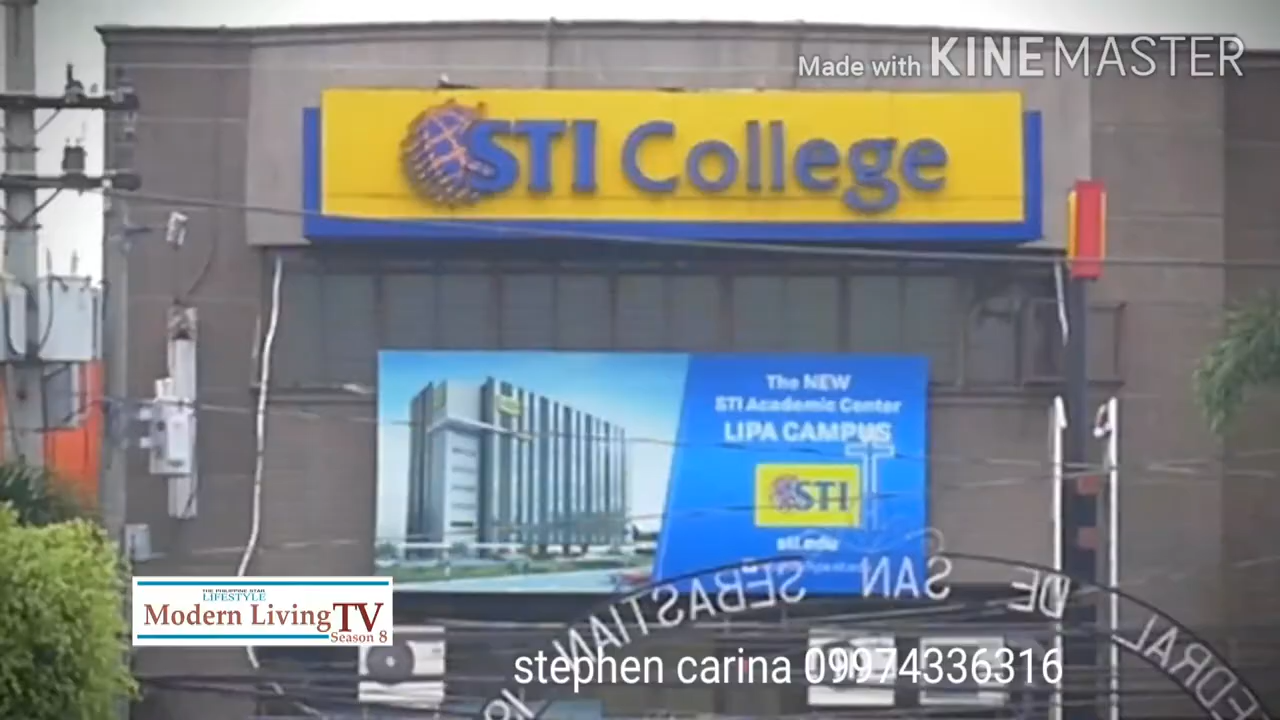 Made with KINEMASTER
STI College
The NEW
STI Academic Center
LIPA CAMPUS
STI
sti.edu
DE SAN SEBASTIAN
THE PHILIPPINE STAR
LIFESTYLE
Modern Living TV
Season 8
stephen carina 09974336316